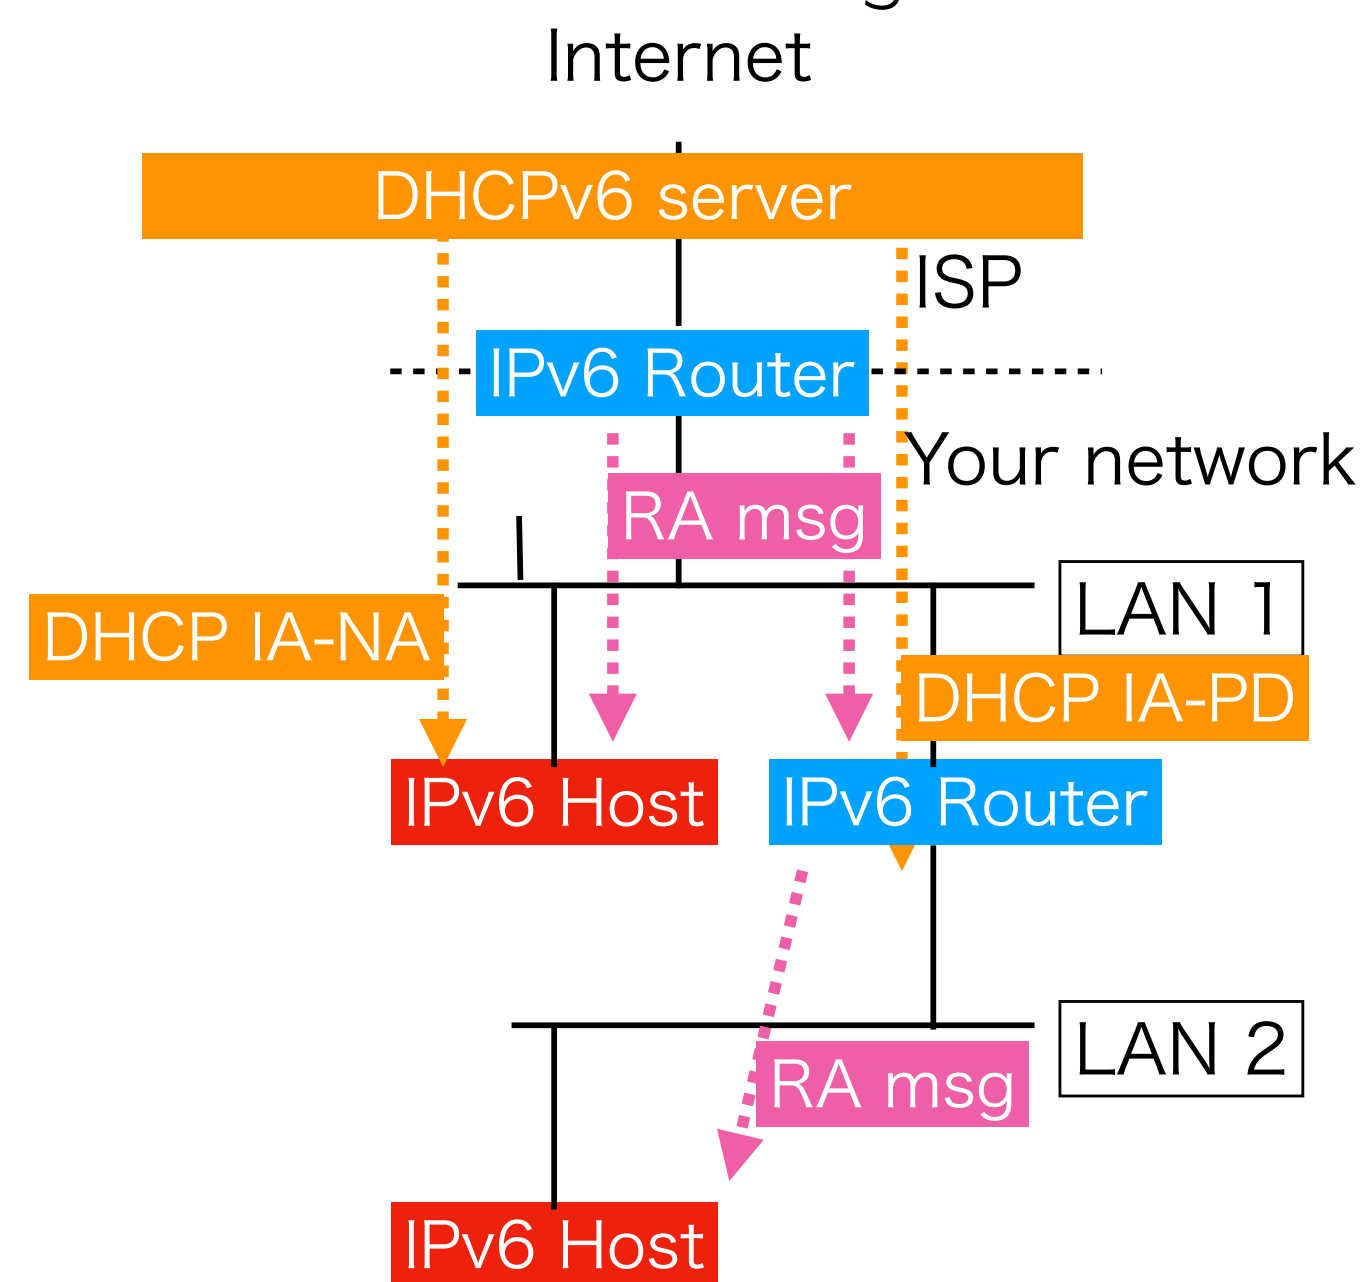 Internet
DHCPv6 server
ISP
IPv6 Router
Your network
RA msg
LAN 1
DHCP IA-NA
DHCP IA-PD
IPv6 Host
IPv6 Router
LAN 2
RA msg
IPv6 Host